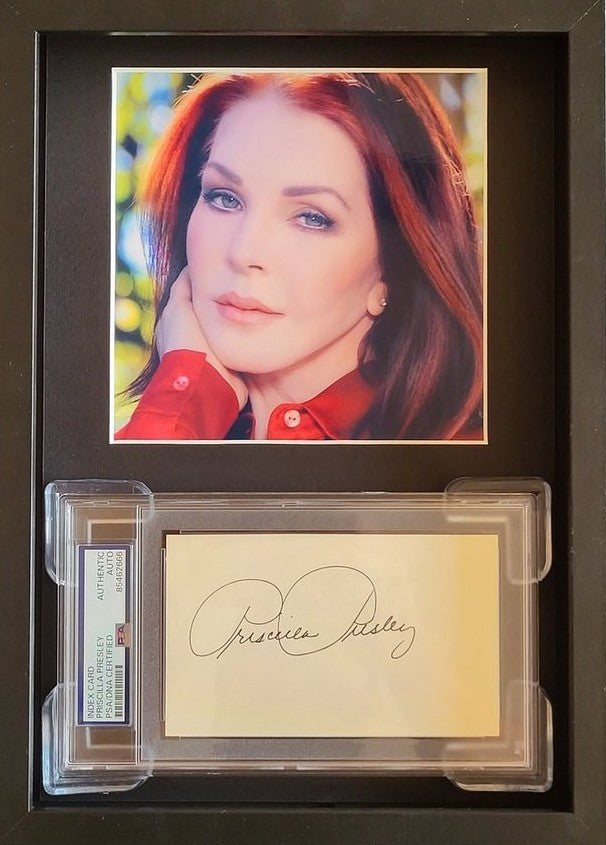 INDEX CARD
PRISCILLA PRESLEY
PSA/DNA CERTIFIED
AUTHENTIC
AUTO
85462666
PSA
Priscilla Presley